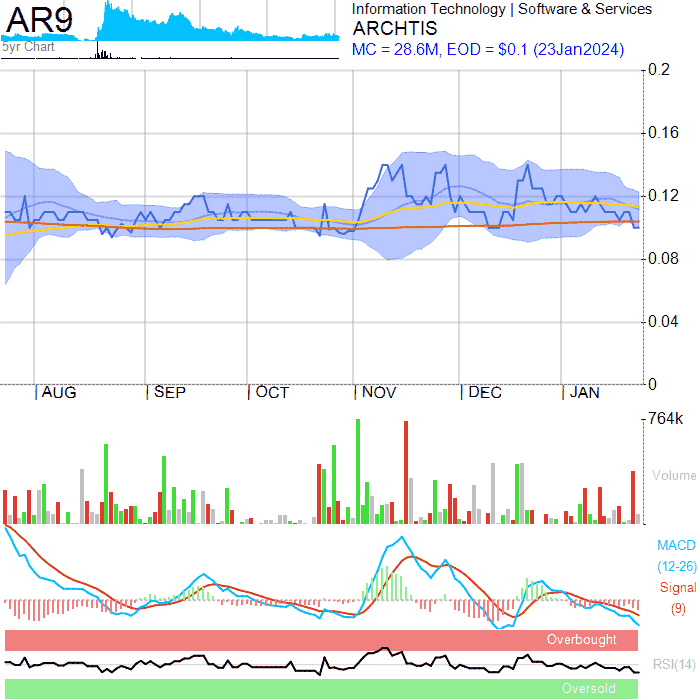 AR9
5yr Chart
Information Technology | Software & Services
ARCHTIS
MC = 28.6M, EOD = $0.1 (23Jan2024)
0.2
0.16
0.12
0.08
0.04
0
| AUG | SEP | OCT | NOV | DEC | JAN
764k
Volume
MACD
(12-26)
Signal
(9)
Overbought
RSI(14)
Oversold